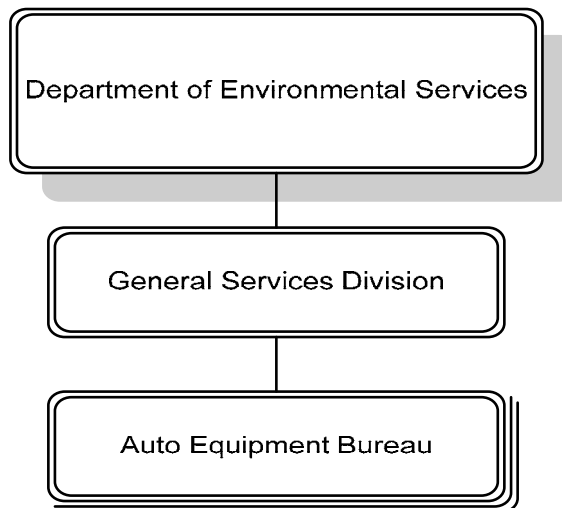 Department of Environmental Services
General Services Division
Auto Equipment Bureau